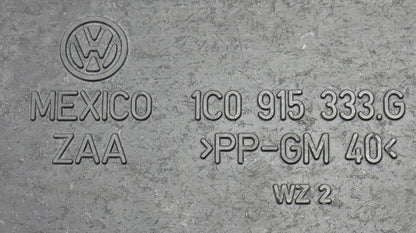 MEXICO 1C0 915 333.G
ZAA >PP-GM 40<
WZ 2